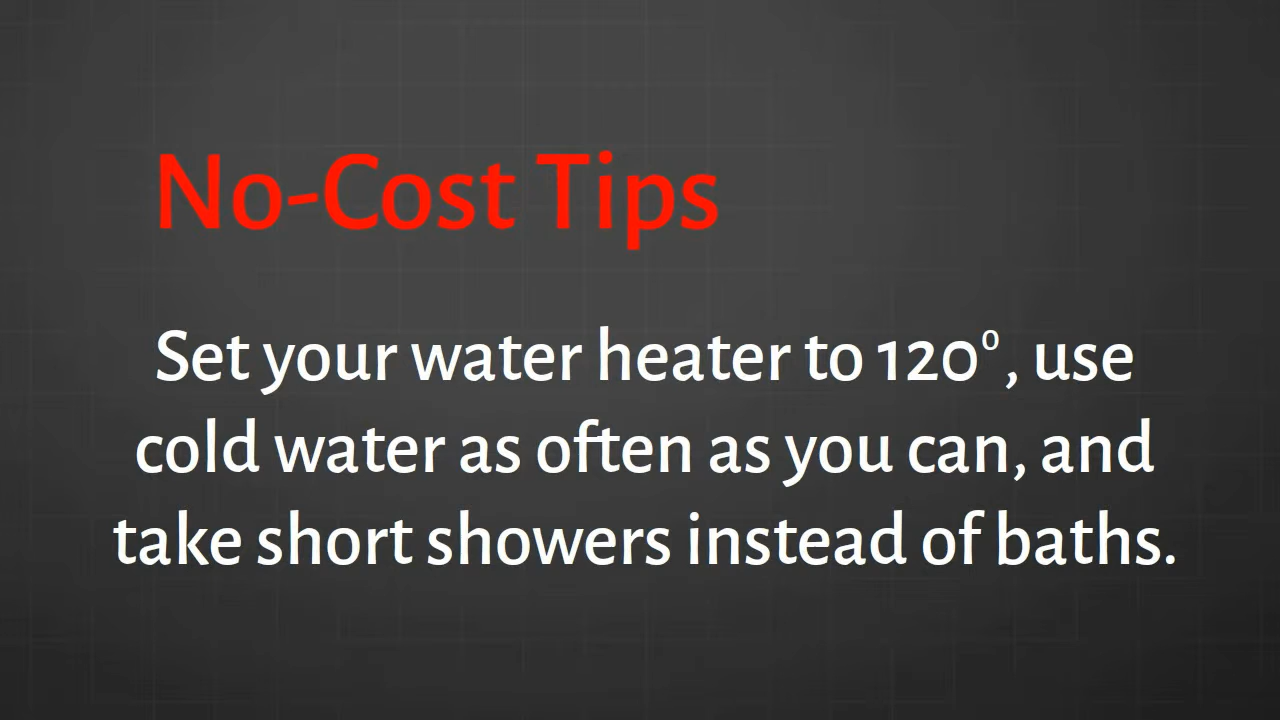 No-Cost Tips
Set your water heater to 120⁰, use
cold water as often as you can, and
take short showers instead of baths.